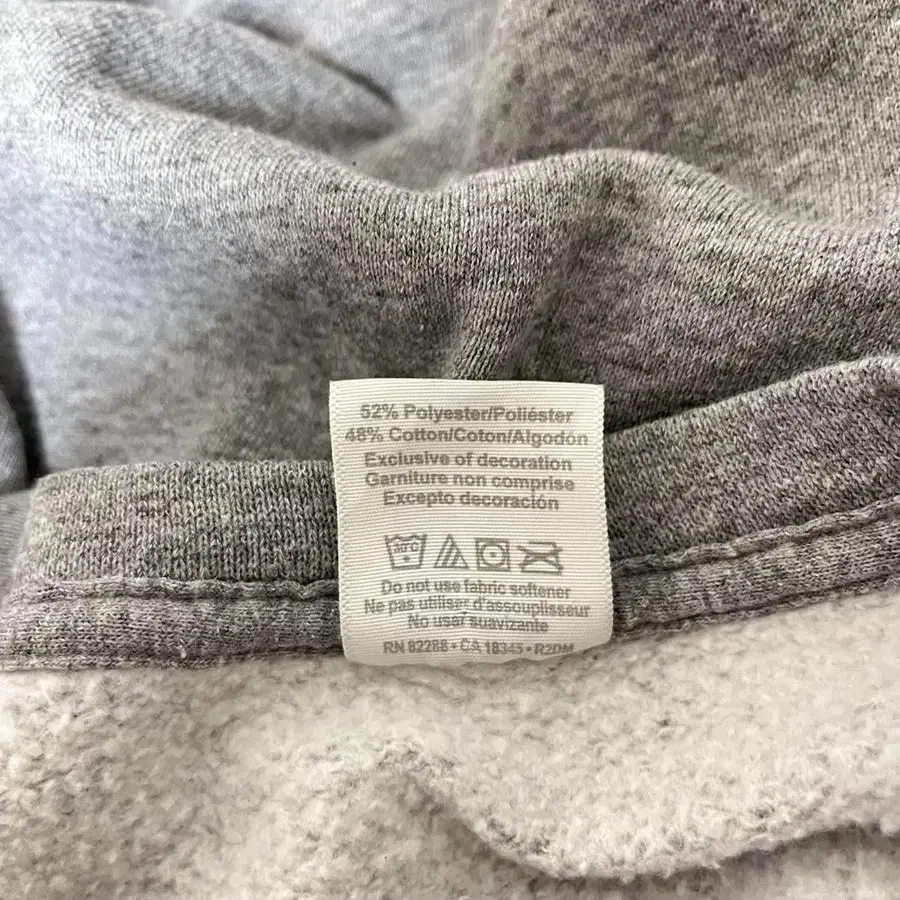 52% Polyester/Poliéster
48% Cotton/Coton/Algodón
Exclusive of decoration
Garniture non comprise
Excepto decoración
30°C
Do not use fabric softener
Ne pas utiliser d'assouplisseur
No usar suavizante
RN 82288 • CA 18345 • R2DM